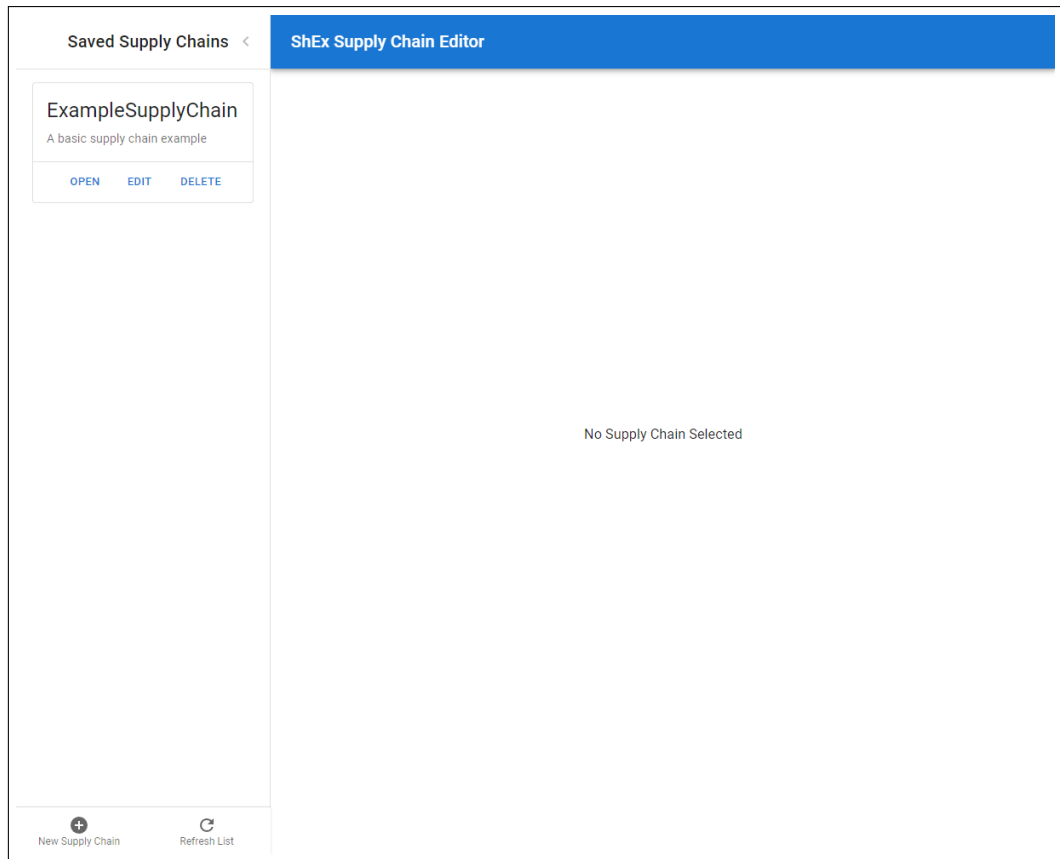 Saved Supply Chains
ShEx Supply Chain Editor
ExampleSupplyChain
A basic supply chain example
OPEN EDIT DELETE
No Supply Chain Selected
New Supply Chain
Refresh List